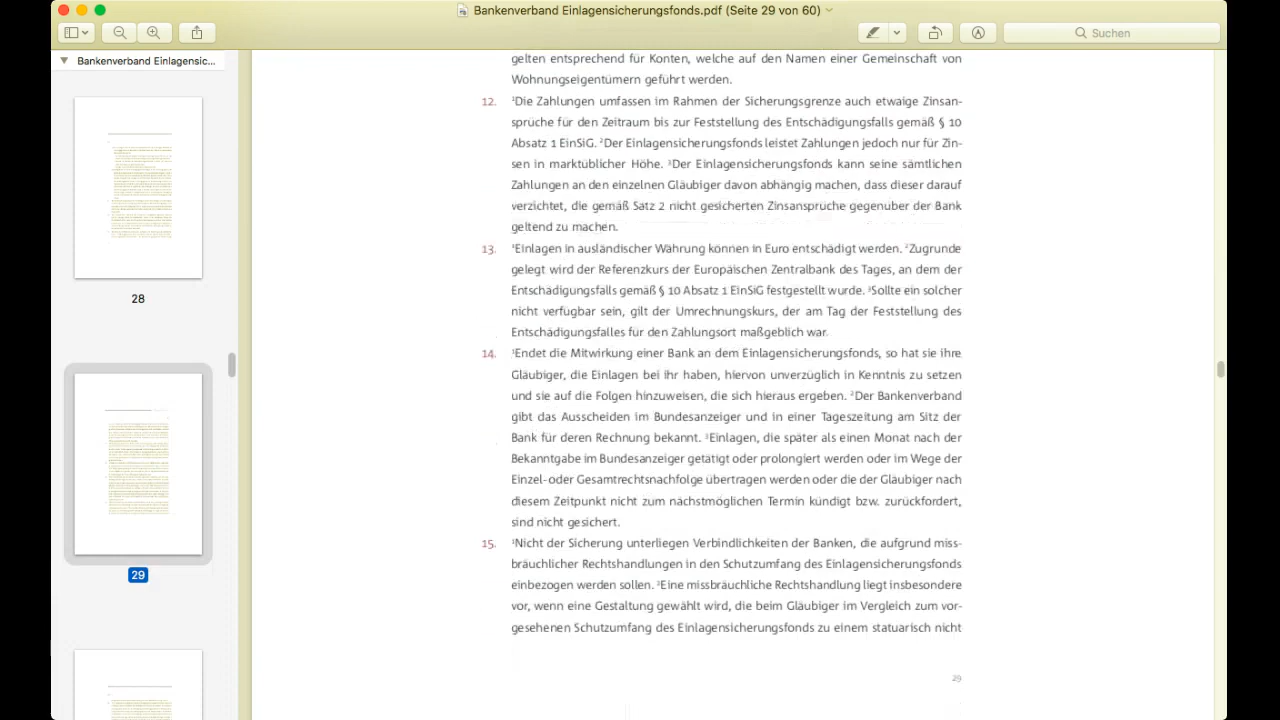 Bankenverband Einlagensicherungsfonds.pdf (Seite 29 von 60)
Suchen
Bankenverband Einlagensic...
28
29
gelten entsprechend für Konten, welche auf den Namen einer Gemeinschaft von
Wohnungseigentümern geführt werden.
12. ¹Die Zahlungen umfassen im Rahmen der Sicherungsgrenze auch etwaige Zinsan-
sprüche für den Zeitraum bis zur Feststellung des Entschädigungsfalls gemäß § 10
Absatz 1 EinSiG. ²Der Einlagensicherungsfonds leistet Zahlungen jedoch nur für Zin-
sen in marktüblicher Höhe. ³Der Einlagensicherungsfonds kann seine sämtlichen
Zahlungen an den einzelnen Gläubiger davon abhängig machen, dass dieser darauf
verzichtet, die gemäß Satz 2 nicht gesicherten Zinsansprüche gegenüber der Bank
geltend zu machen.
13. ¹Einlagen in ausländischer Währung können in Euro entschädigt werden. ²Zugrunde
gelegt wird der Referenzkurs der Europäischen Zentralbank des Tages, an dem der
Entschädigungsfalls gemäß § 10 Absatz 1 EinSiG festgestellt wurde. ³Sollte ein solcher
nicht verfügbar sein, gilt der Umrechnungskurs, der am Tag der Feststellung des
Entschädigungsfalles für den Zahlungsort maßgeblich war.
14. ¹Endet die Mitwirkung einer Bank an dem Einlagensicherungsfonds, so hat sie ihre
Gläubiger, die Einlagen bei ihr haben, hiervon unverzüglich in Kenntnis zu setzen
und sie auf die Folgen hinzuweisen, die sich hieraus ergeben. ²Der Bankenverband
gibt das Ausscheiden im Bundesanzeiger und in einer Tageszeitung am Sitz der
Bank auf deren Rechnung bekannt. ³Einlagen, die später als einen Monat nach der
Bekanntgabe im Bundesanzeiger getätigt oder prolongiert werden oder im Wege der
Einzel- oder Gesamtrechtsnachfolge übertragen werden oder die der Gläubiger nach
diesem Zeitpunkt nicht zum nächstmöglichen Termin kündigt bzw. zurückfordert,
sind nicht gesichert.
15. ¹Nicht der Sicherung unterliegen Verbindlichkeiten der Banken, die aufgrund miss-
bräuchlicher Rechtshandlungen in den Schutzumfang des Einlagensicherungsfonds
einbezogen werden sollen. ²Eine missbräuchliche Rechtshandlung liegt insbesondere
vor, wenn eine Gestaltung gewählt wird, die beim Gläubiger im Vergleich zum vor-
gesehenen Schutzumfang des Einlagensicherungsfonds zu einem statuarisch nicht
29